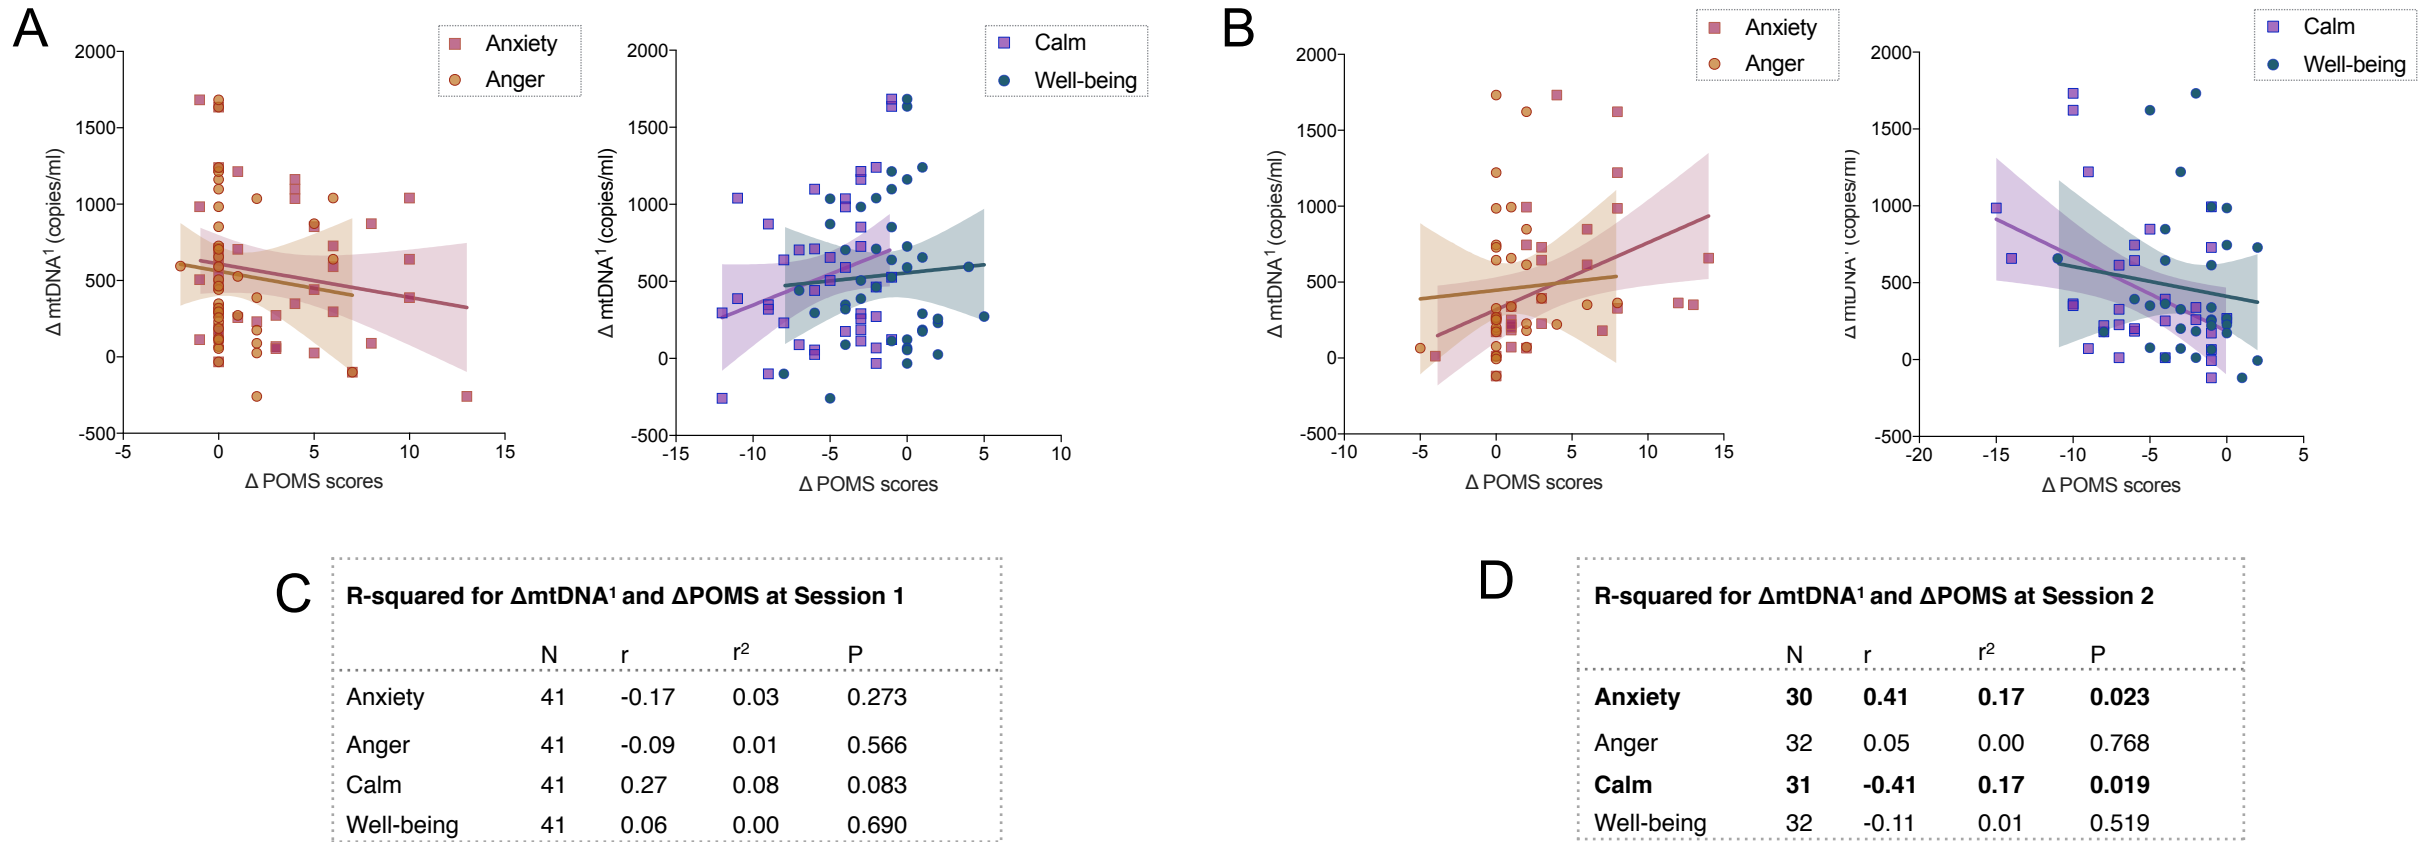 A
Anxiety
Anger
2000
1500
1000
500
0
-500
-5 0 5 10 15
Δ mtDNA¹ (copies/ml)
Δ POMS scores
Calm
Well-being
2000
1500
1000
500
0
-500
-15 -10 -5 0 5 10
Δ mtDNA¹ (copies/ml)
Δ POMS scores
B
Anxiety
Anger
2000
1500
1000
500
0
-500
-10 -5 0 5 10 15
Δ mtDNA¹ (copies/ml)
Δ POMS scores
Calm
Well-being
2000
1500
1000
500
0
-500
-20 -15 -10 -5 0 5
Δ mtDNA¹ (copies/ml)
Δ POMS scores
C
R-squared for ΔmtDNA¹ and ΔPOMS at Session 1
N r r² P
Anxiety 41 -0.17 0.03 0.273
Anger 41 -0.09 0.01 0.566
Calm 41 0.27 0.08 0.083
Well-being 41 0.06 0.00 0.690
D
R-squared for ΔmtDNA¹ and ΔPOMS at Session 2
N r r² P
Anxiety 30 0.41 0.17 0.023
Anger 32 0.05 0.00 0.768
Calm 31 -0.41 0.17 0.019
Well-being 32 -0.11 0.01 0.519